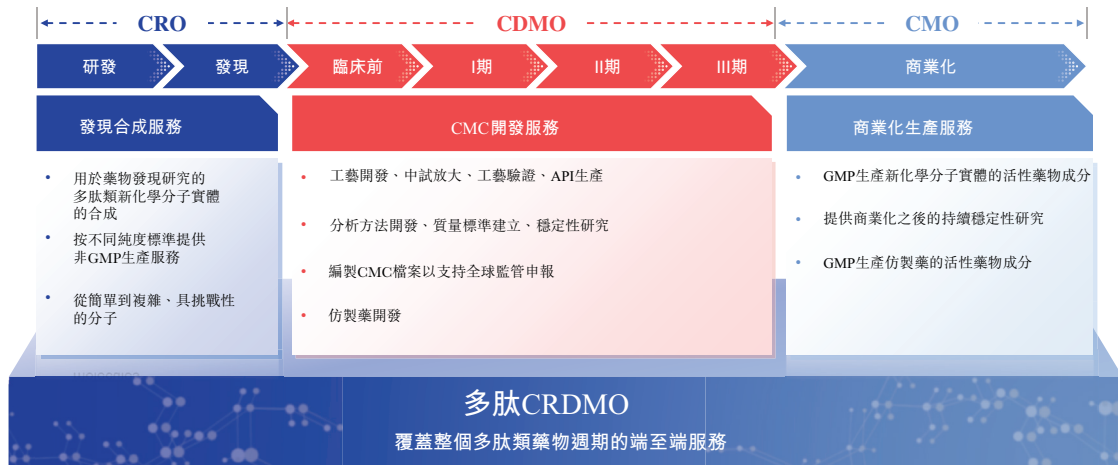 CRO
CDMO
CMO
研發
發現
臨床前
I期
II期
III期
商業化
發現合成服務
CMC開發服務
商業化生產服務
• 用於藥物發現研究的
多肽類新化學分子實體
的合成
• 按不同純度標準提供
非GMP生產服務
• 從簡單到複雜、具挑戰性
的分子
• 工藝開發、中試放大、工藝驗證、API生產
• 分析方法開發、質量標準建立、穩定性研究
• 編製CMC檔案以支持全球監管申報
• 仿製藥開發
• GMP生產新化學分子實體的活性藥物成分
• 提供商業化之後的持續穩定性研究
• GMP生產仿製藥的活性藥物成分
多肽CRDMO
覆蓋整個多肽類藥物週期的端至端服務